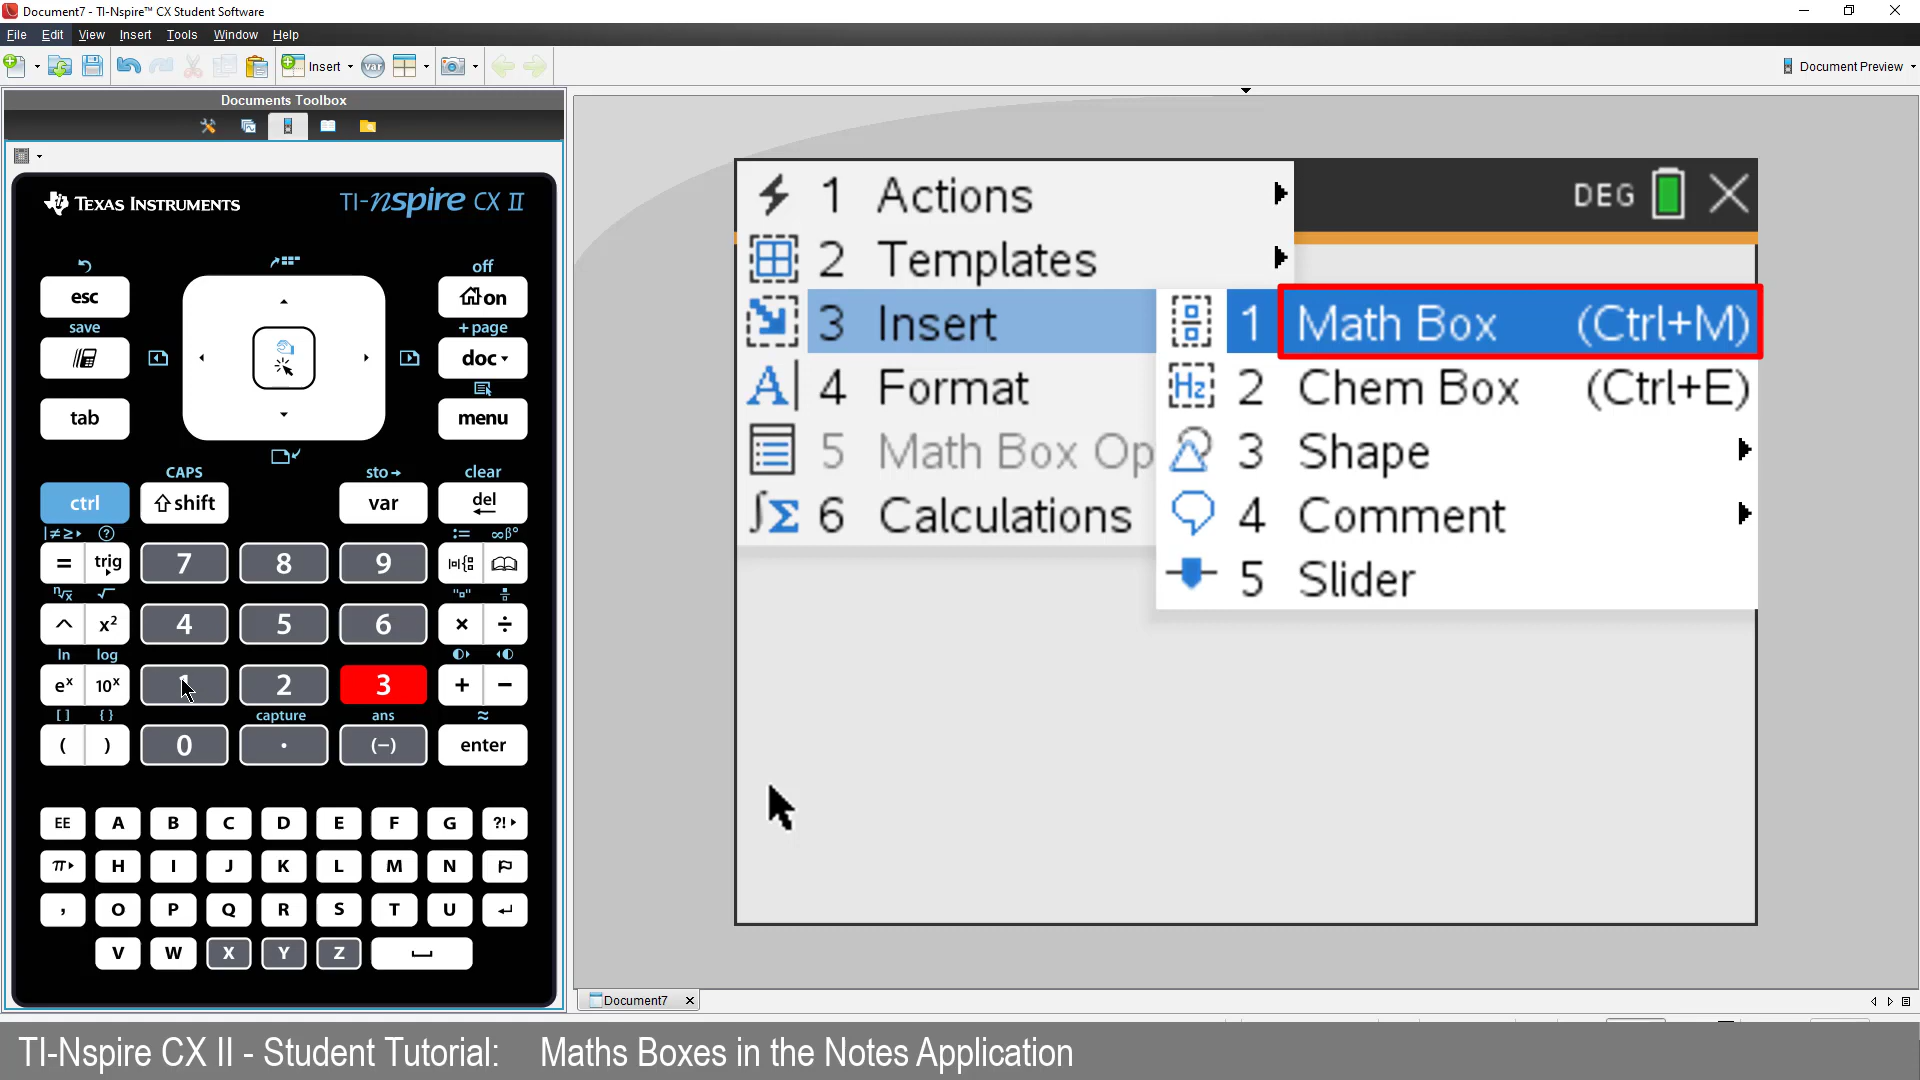 Document7 - TI-Nspire™ CX Student Software
File Edit View Insert Tools Window Help
Insert var Document Preview
Documents Toolbox
TEXAS INSTRUMENTS TI-nspire CX II
off
esc on
save +page
doc
tab menu
CAPS sto→ clear
ctrl shift var del
|≠≥▸ ? := ∞β°
= trig 7 8 9
ⁿ√x √ "▫"
^ x² 4 5 6 × ÷
ln log
eˣ 10ˣ 1 2 3 + −
[ ] { } capture ans ≈
( ) 0 . (−) enter
EE A B C D E F G ?!▸
π▸ H I J K L M N
, O P Q R S T U ↵
V W X Y Z
DEG
1 Actions
2 Templates
3 Insert
4 Format
5 Math Box Op
6 Calculations
1 Math Box (Ctrl+M)
Hz 2 Chem Box (Ctrl+E)
3 Shape
4 Comment
5 Slider
Document7
TI-Nspire CX II - Student Tutorial: Maths Boxes in the Notes Application